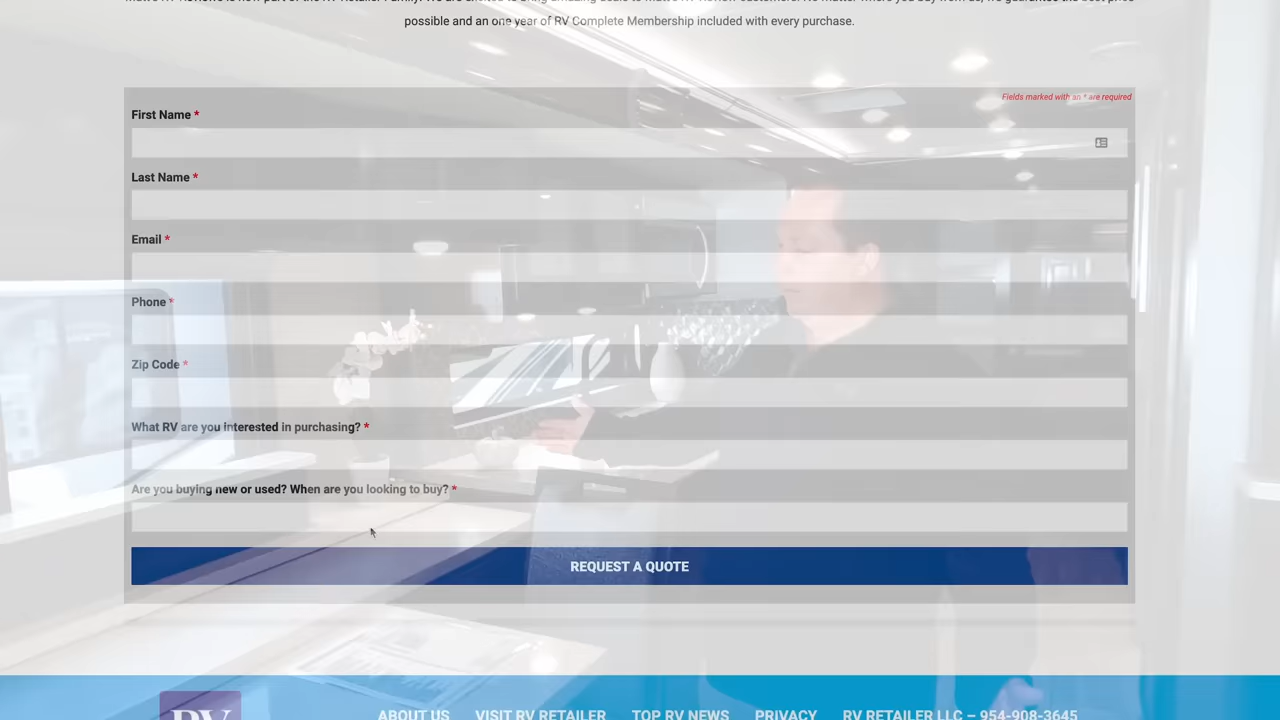 possible and an one year of RV Complete Membership included with every purchase.
Fields marked with an * are required
First Name *
Last Name *
Email *
Phone *
Zip Code *
What RV are you interested in purchasing? *
Are you buying new or used? When are you looking to buy? *
REQUEST A QUOTE
RV
ABOUT US VISIT RV RETAILER TOP RV NEWS PRIVACY RV RETAILER LLC – 954-908-3645